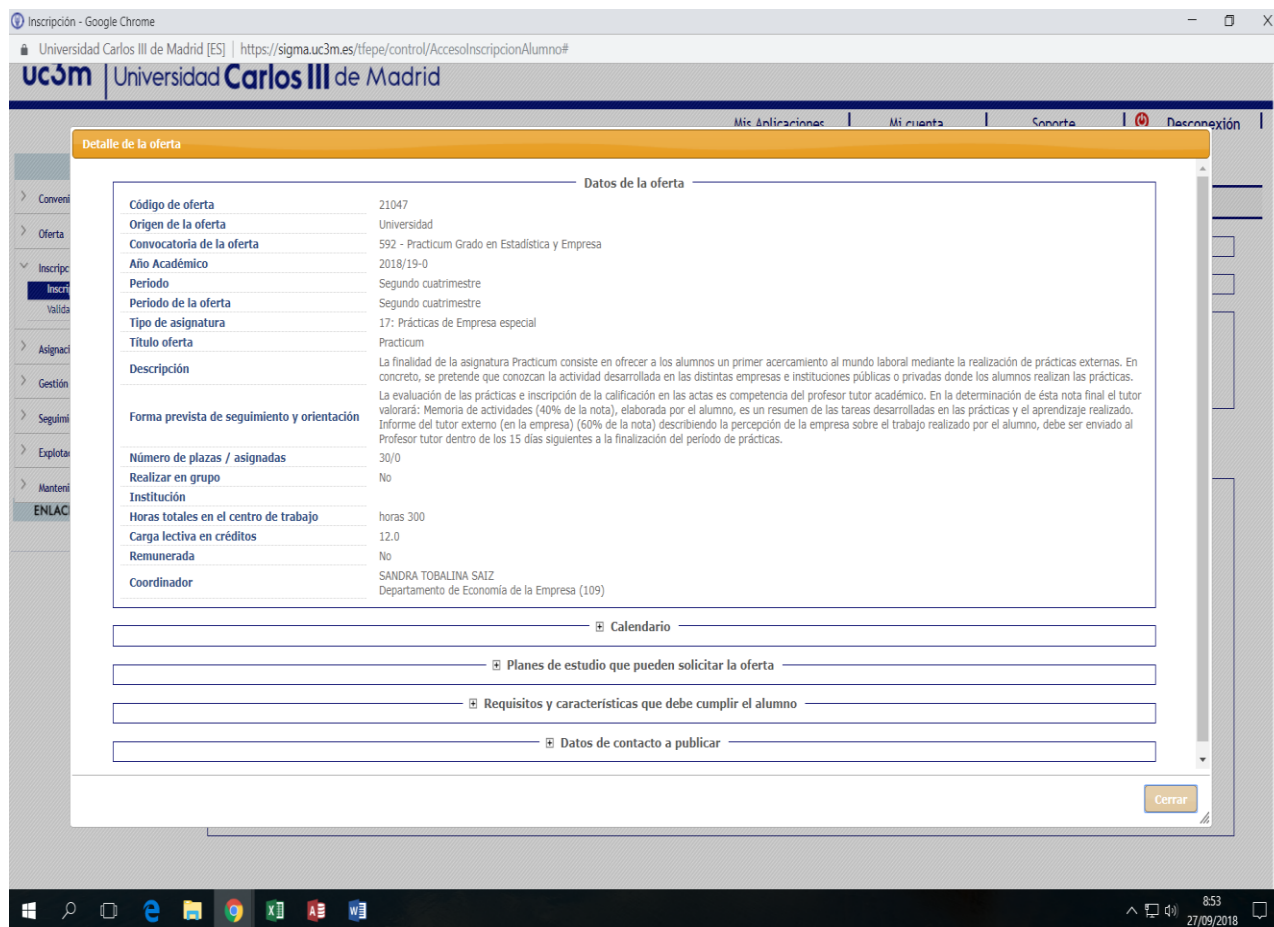 Inscripción - Google Chrome
Universidad Carlos III de Madrid [ES] | https://sigma.uc3m.es/tfepe/control/AccesoInscripcionAlumno#
uc3m | Universidad Carlos III de Madrid
Mis Aplicaciones | Mi cuenta | Soporte | Desconexión |
Detalle de la oferta
Conveni
Oferta
Inscripc
Inscri
Valida
Asignaci
Gestión
Seguimi
Explota
Manteni
ENLAC
Datos de la oferta
Código de oferta 21047
Origen de la oferta Universidad
Convocatoria de la oferta 592 - Practicum Grado en Estadística y Empresa
Año Académico 2018/19-0
Periodo Segundo cuatrimestre
Periodo de la oferta Segundo cuatrimestre
Tipo de asignatura 17: Prácticas de Empresa especial
Título oferta Practicum
Descripción
La finalidad de la asignatura Practicum consiste en ofrecer a los alumnos un primer acercamiento al mundo laboral mediante la realización de prácticas externas. En
concreto, se pretende que conozcan la actividad desarrollada en las distintas empresas e instituciones públicas o privadas donde los alumnos realizan las prácticas.
Forma prevista de seguimiento y orientación
La evaluación de las prácticas e inscripción de la calificación en las actas es competencia del profesor tutor académico. En la determinación de ésta nota final el tutor
valorará: Memoria de actividades (40% de la nota), elaborada por el alumno, es un resumen de las tareas desarrolladas en las prácticas y el aprendizaje realizado.
Informe del tutor externo (en la empresa) (60% de la nota) describiendo la percepción de la empresa sobre el trabajo realizado por el alumno, debe ser enviado al
Profesor tutor dentro de los 15 días siguientes a la finalización del período de prácticas.
Número de plazas / asignadas 30/0
Realizar en grupo No
Institución
Horas totales en el centro de trabajo horas 300
Carga lectiva en créditos 12.0
Remunerada No
Coordinador
SANDRA TOBALINA SAIZ
Departamento de Economía de la Empresa (109)
Calendario
Planes de estudio que pueden solicitar la oferta
Requisitos y características que debe cumplir el alumno
Datos de contacto a publicar
Cerrar
8:53
27/09/2018